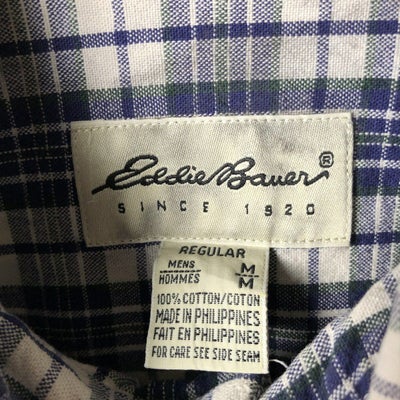 Eddie Bauer ®
SINCE 1920
REGULAR
MENS M
HOMMES M
100% COTTON/COTON
MADE IN PHILIPPINES
FAIT EN PHILIPPINES
FOR CARE SEE SIDE SEAM